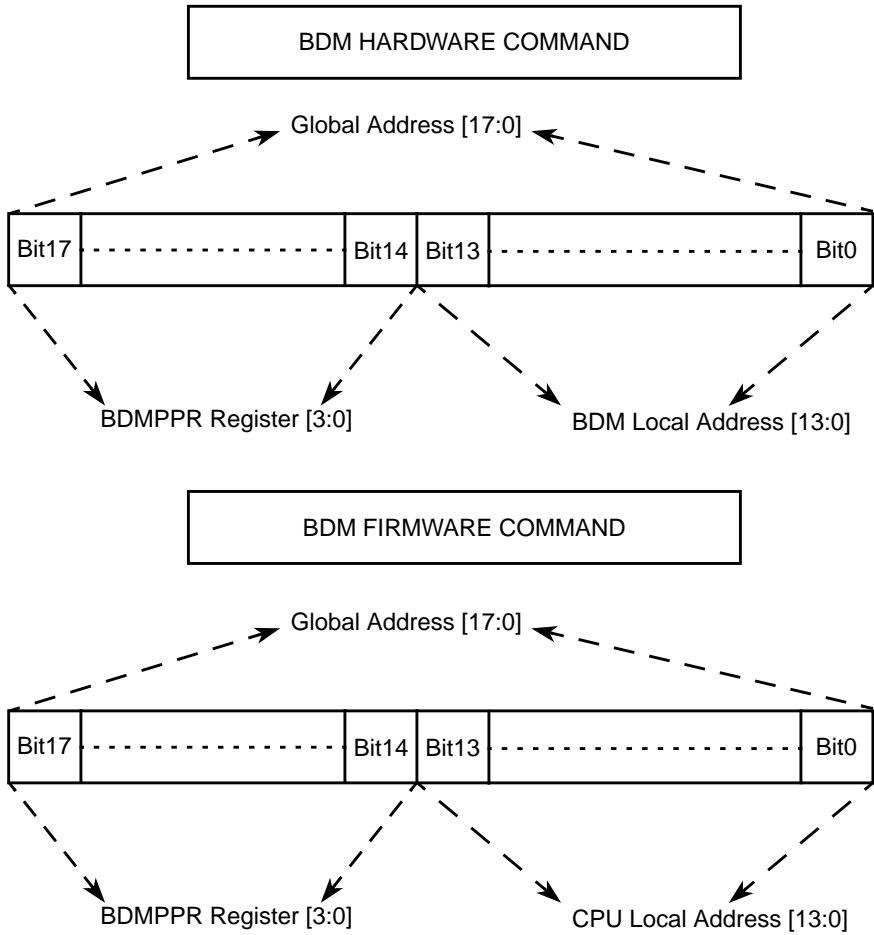 BDM HARDWARE COMMAND
Global Address [17:0]
Bit17 Bit14 Bit13 Bit0
BDMPPR Register [3:0]
BDM Local Address [13:0]
BDM FIRMWARE COMMAND
Global Address [17:0]
Bit17 Bit14 Bit13 Bit0
BDMPPR Register [3:0]
CPU Local Address [13:0]